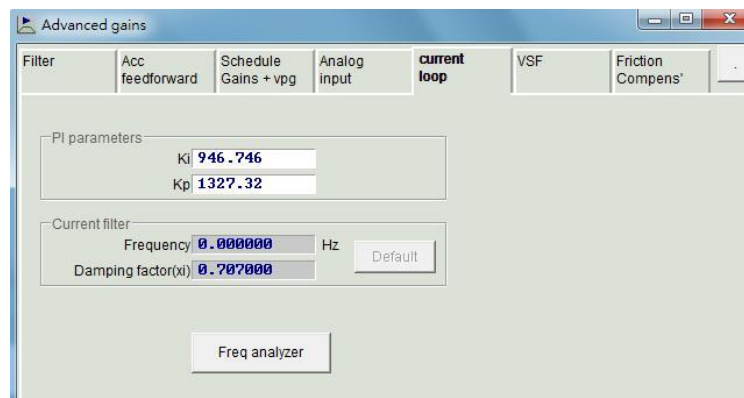 Advanced gains
Filter
Acc
feedforward
Schedule
Gains + vpg
Analog
input
current
loop
VSF
Friction
Compens'
.
PI parameters
Ki 946.746
Kp 1327.32
Current filter
Frequency 0.000000 Hz
Default
Damping factor(xi) 0.707000
Freq analyzer